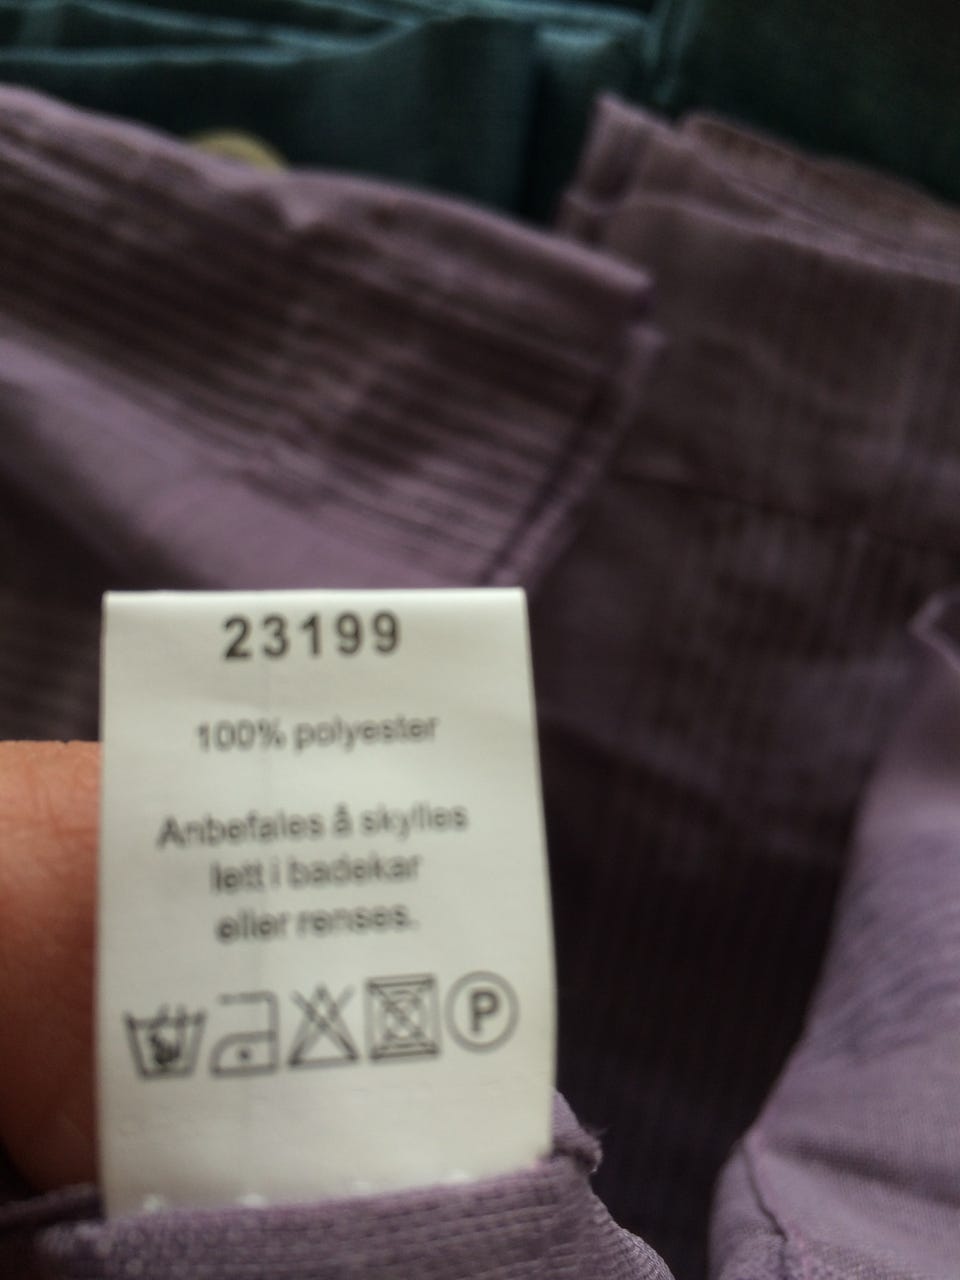 23199
100% polyester
Anbefales å skylles
lett i badekar
eller renses.
P